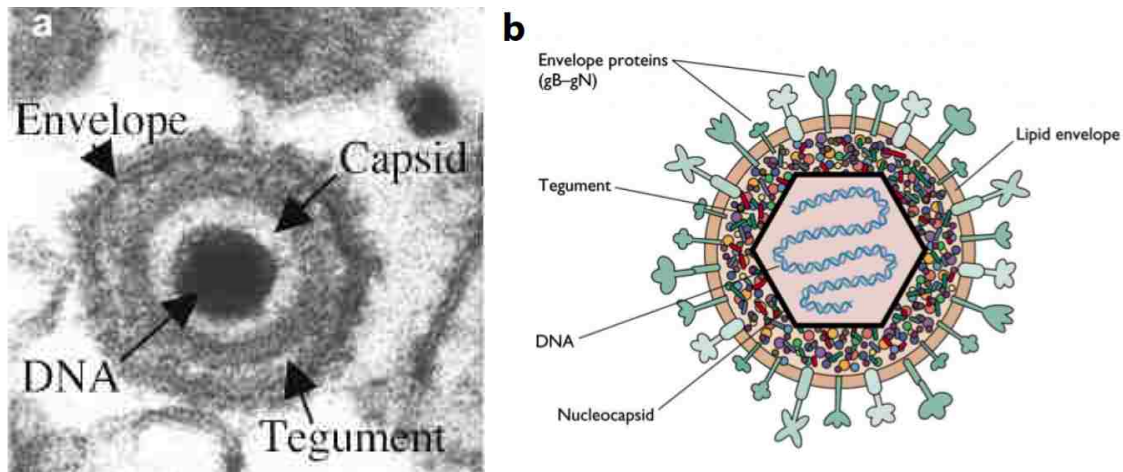 a
Envelope
Capsid
DNA
Tegument
b
Envelope proteins
(gB–gN)
Lipid envelope
Tegument
DNA
Nucleocapsid